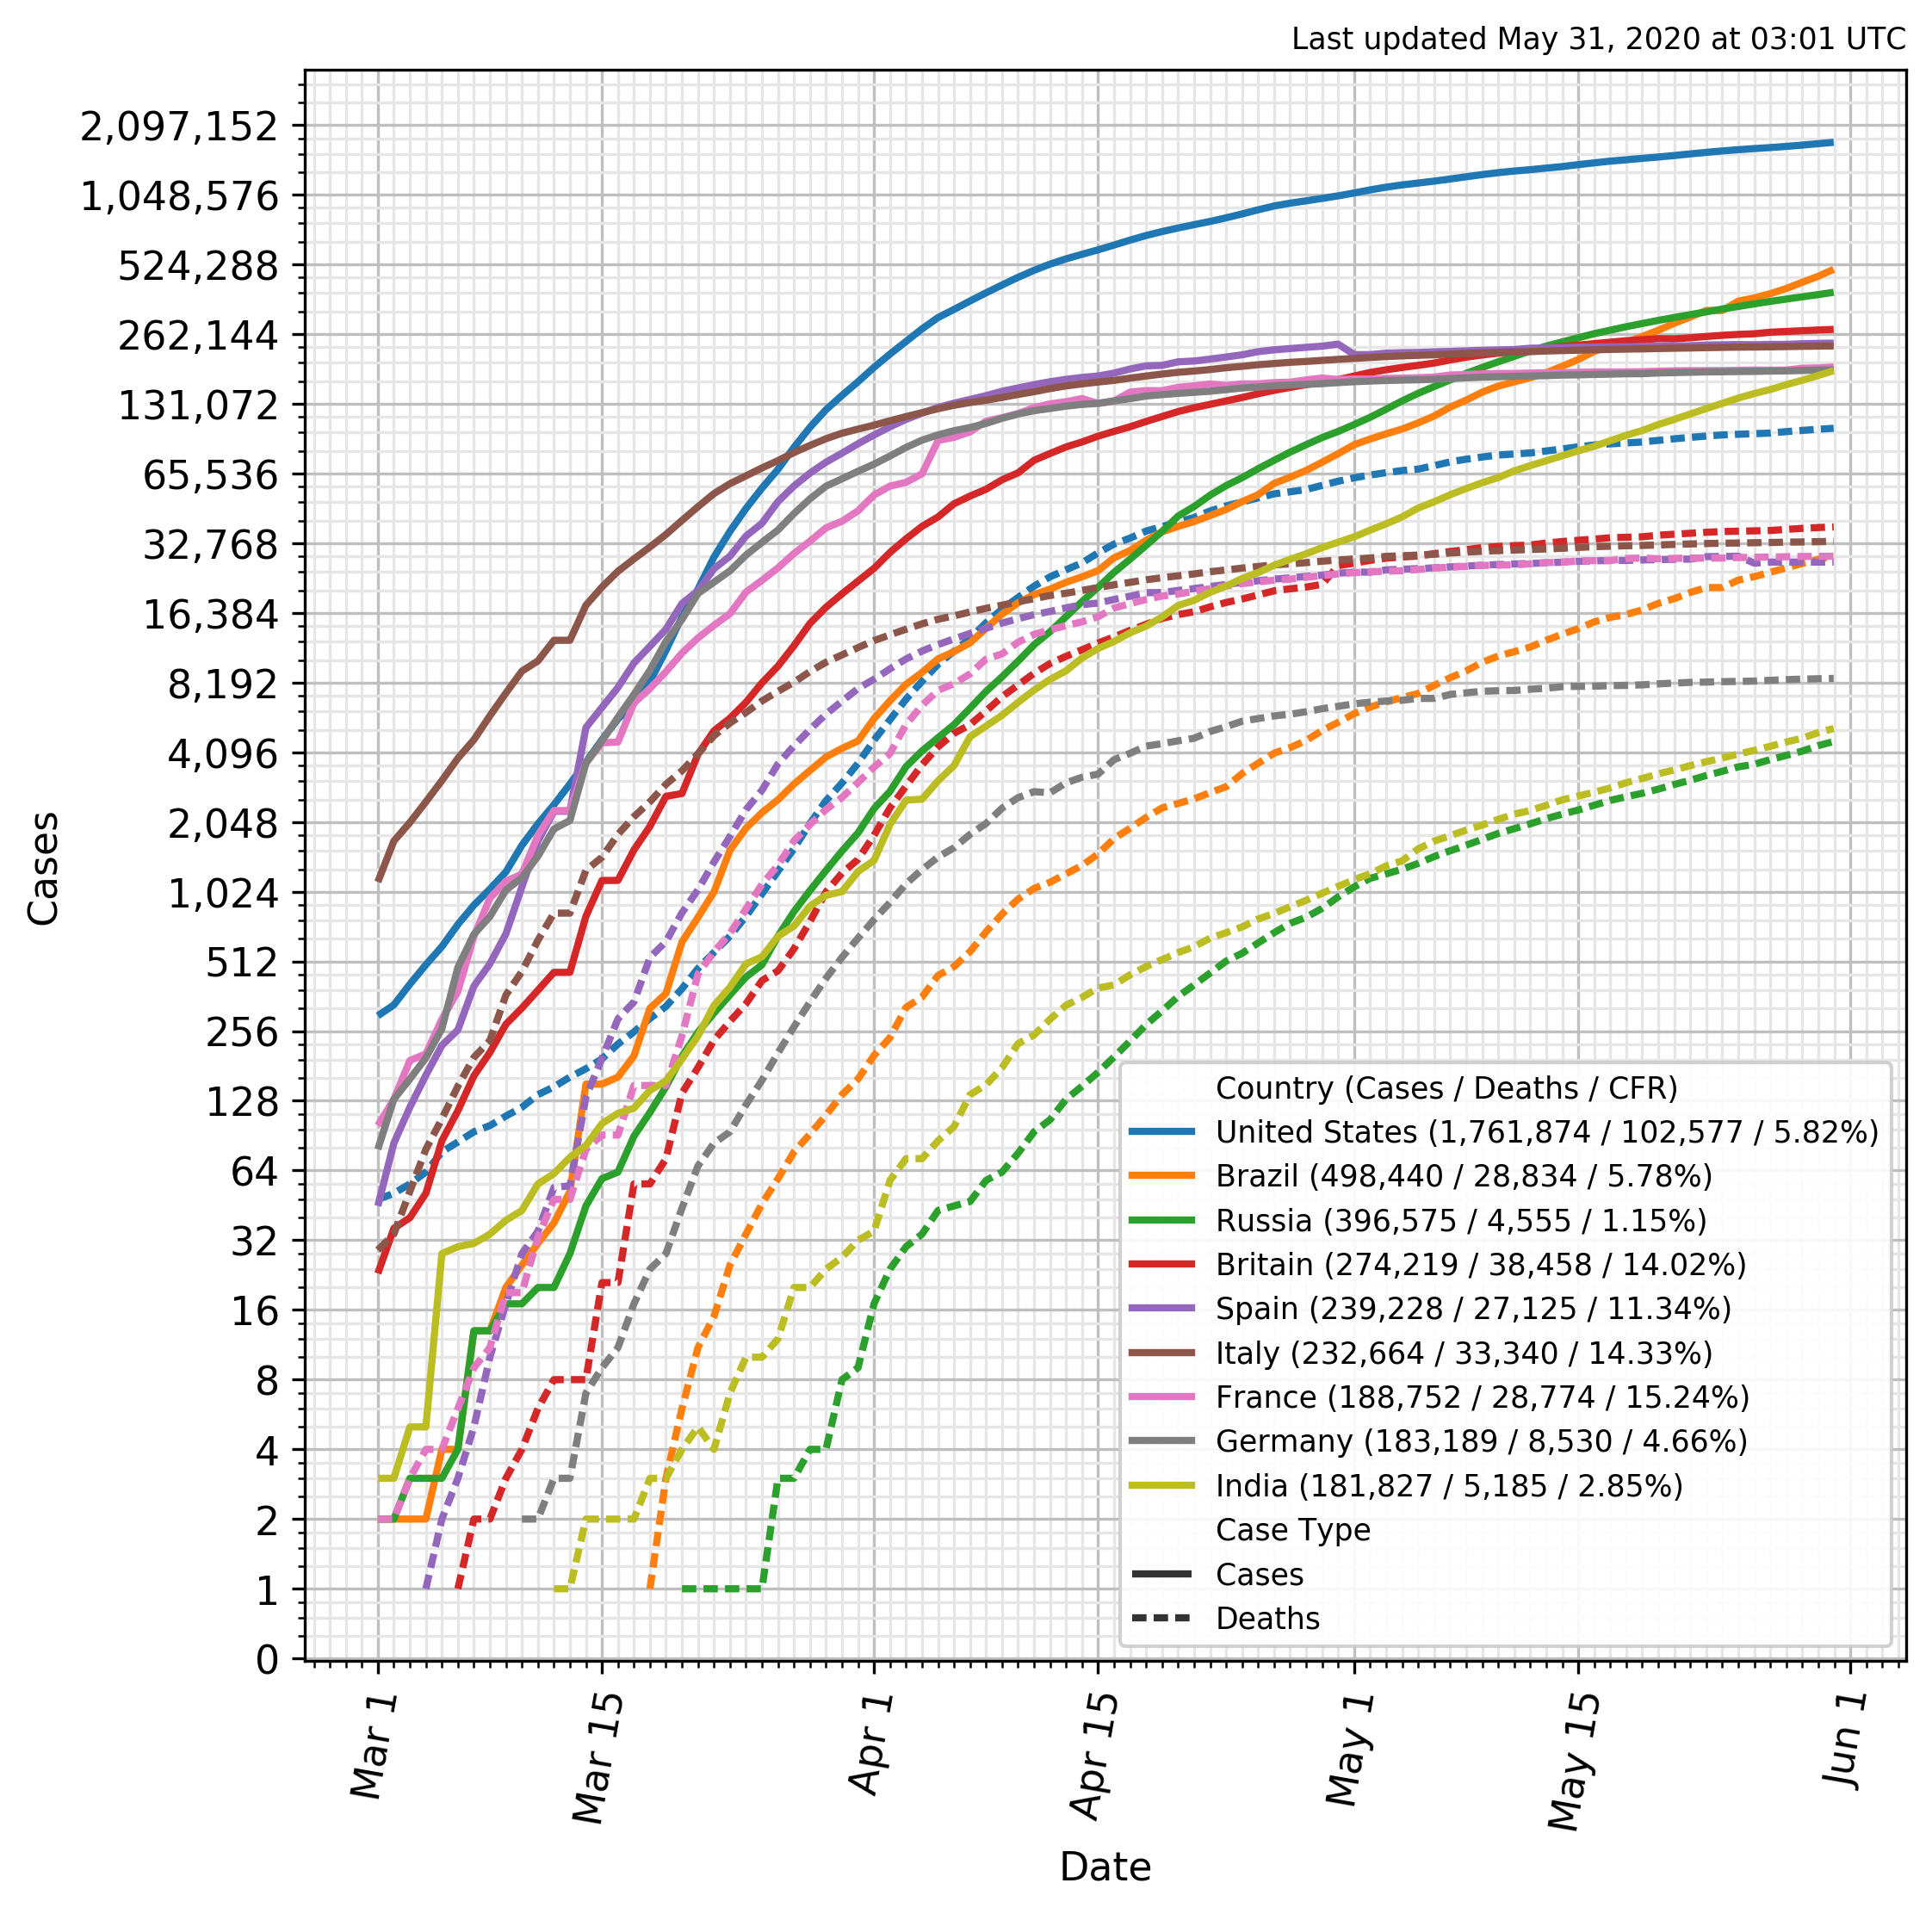 Last updated May 31, 2020 at 03:01 UTC
2,097,152
1,048,576
524,288
262,144
131,072
65,536
32,768
16,384
8,192
4,096
2,048
1,024
512
256
128
64
32
16
8
4
2
1
0
Cases
Country (Cases / Deaths / CFR)
United States (1,761,874 / 102,577 / 5.82%)
Brazil (498,440 / 28,834 / 5.78%)
Russia (396,575 / 4,555 / 1.15%)
Britain (274,219 / 38,458 / 14.02%)
Spain (239,228 / 27,125 / 11.34%)
Italy (232,664 / 33,340 / 14.33%)
France (188,752 / 28,774 / 15.24%)
Germany (183,189 / 8,530 / 4.66%)
India (181,827 / 5,185 / 2.85%)
Case Type
Cases
Deaths
Mar 1
Mar 15
Apr 1
Apr 15
May 1
May 15
Jun 1
Date